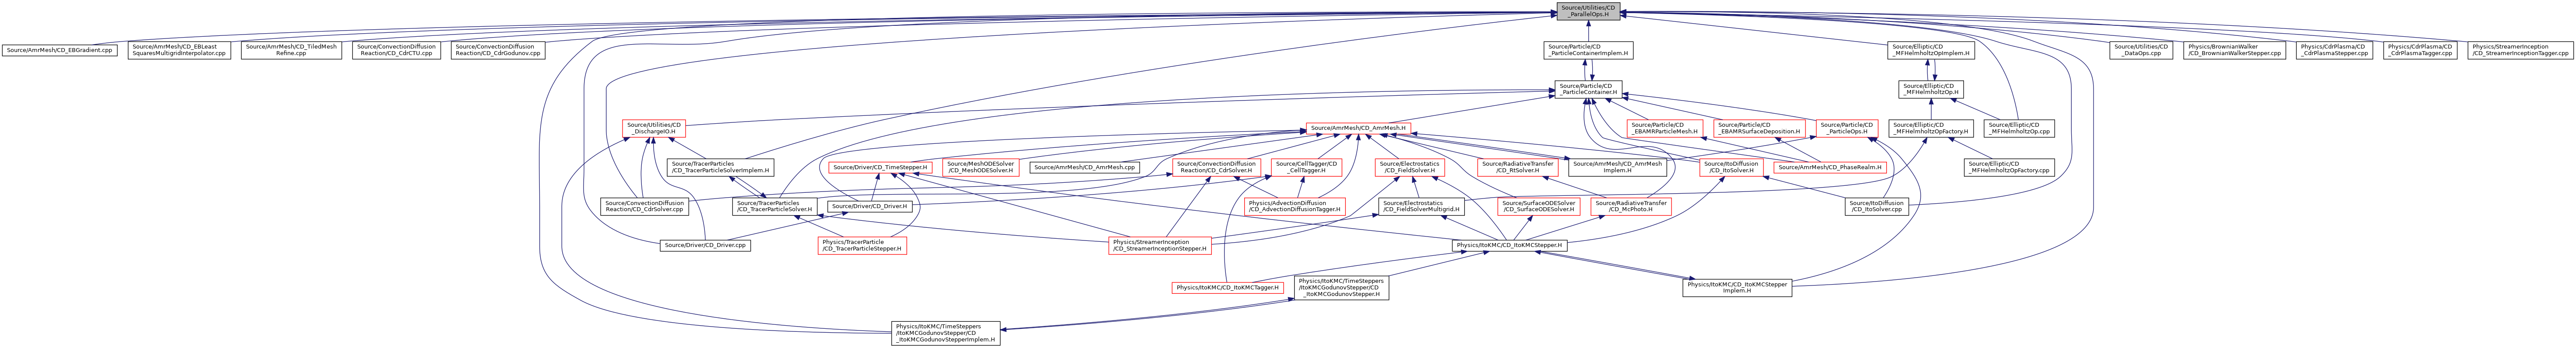 Source/Utilities/CD
_ParallelOps.H
Source/AmrMesh/CD_EBGradient.cpp
Source/AmrMesh/CD_EBLeast
SquaresMultigridInterpolator.cpp
Source/AmrMesh/CD_TiledMesh
Refine.cpp
Source/ConvectionDiffusion
Reaction/CD_CdrCTU.cpp
Source/ConvectionDiffusion
Reaction/CD_CdrGodunov.cpp
Source/Particle/CD
_ParticleContainerImplem.H
Source/Elliptic/CD
_MFHelmholtzOpImplem.H
Source/Utilities/CD
_DataOps.cpp
Physics/BrownianWalker
/CD_BrownianWalkerStepper.cpp
Physics/CdrPlasma/CD
_CdrPlasmaStepper.cpp
Physics/CdrPlasma/CD
_CdrPlasmaTagger.cpp
Physics/StreamerInception
/CD_StreamerInceptionTagger.cpp
Source/Particle/CD
_ParticleContainer.H
Source/Elliptic/CD
_MFHelmholtzOp.H
Source/Utilities/CD
_DischargeIO.H
Source/AmrMesh/CD_AmrMesh.H
Source/Particle/CD
_EBAMRParticleMesh.H
Source/Particle/CD
_EBAMRSurfaceDeposition.H
Source/Particle/CD
_ParticleOps.H
Source/Elliptic/CD
_MFHelmholtzOpFactory.H
Source/Elliptic/CD
_MFHelmholtzOp.cpp
Source/TracerParticles
/CD_TracerParticleSolverImplem.H
Source/Driver/CD_TimeStepper.H
Source/MeshODESolver
/CD_MeshODESolver.H
Source/AmrMesh/CD_AmrMesh.cpp
Source/ConvectionDiffusion
Reaction/CD_CdrSolver.H
Source/CellTagger/CD
_CellTagger.H
Source/Electrostatics
/CD_FieldSolver.H
Source/RadiativeTransfer
/CD_RtSolver.H
Source/AmrMesh/CD_AmrMesh
Implem.H
Source/ItoDiffusion
/CD_ItoSolver.H
Source/AmrMesh/CD_PhaseRealm.H
Source/Elliptic/CD
_MFHelmholtzOpFactory.cpp
Source/ConvectionDiffusion
Reaction/CD_CdrSolver.cpp
Source/TracerParticles
/CD_TracerParticleSolver.H
Source/Driver/CD_Driver.H
Physics/AdvectionDiffusion
/CD_AdvectionDiffusionTagger.H
Source/Electrostatics
/CD_FieldSolverMultigrid.H
Source/SurfaceODESolver
/CD_SurfaceODESolver.H
Source/RadiativeTransfer
/CD_McPhoto.H
Source/ItoDiffusion
/CD_ItoSolver.cpp
Source/Driver/CD_Driver.cpp
Physics/TracerParticle
/CD_TracerParticleStepper.H
Physics/StreamerInception
/CD_StreamerInceptionStepper.H
Physics/ItoKMC/CD_ItoKMCStepper.H
Physics/ItoKMC/CD_ItoKMCTagger.H
Physics/ItoKMC/TimeSteppers
/ItoKMCGodunovStepper/CD
_ItoKMCGodunovStepper.H
Physics/ItoKMC/CD_ItoKMCStepper
Implem.H
Physics/ItoKMC/TimeSteppers
/ItoKMCGodunovStepper/CD
_ItoKMCGodunovStepperImplem.H